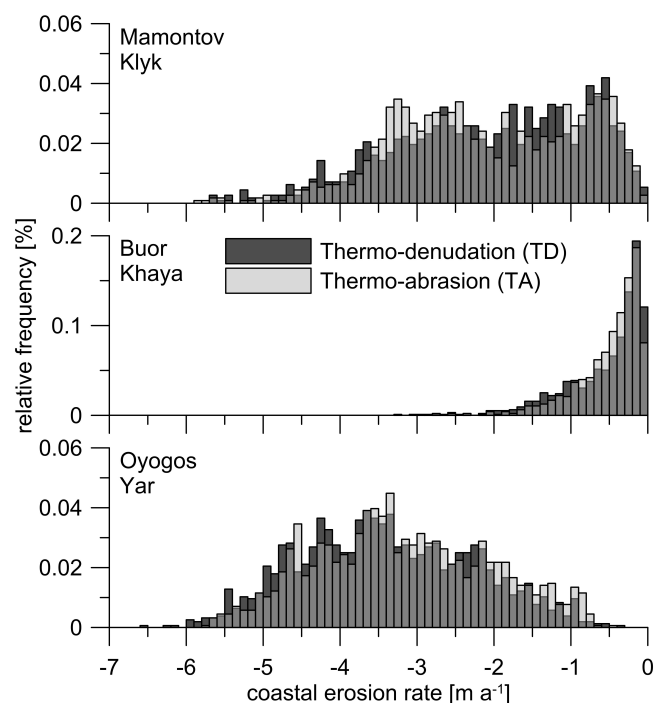 Mamontov
Klyk
0.06
0.04
0.02
0
Buor
Khaya
Thermo-denudation (TD)
Thermo-abrasion (TA)
0.2
0.1
0
relative frequency [%]
Oyogos
Yar
0.06
0.04
0.02
0
-7 -6 -5 -4 -3 -2 -1 0
coastal erosion rate [m a⁻¹]